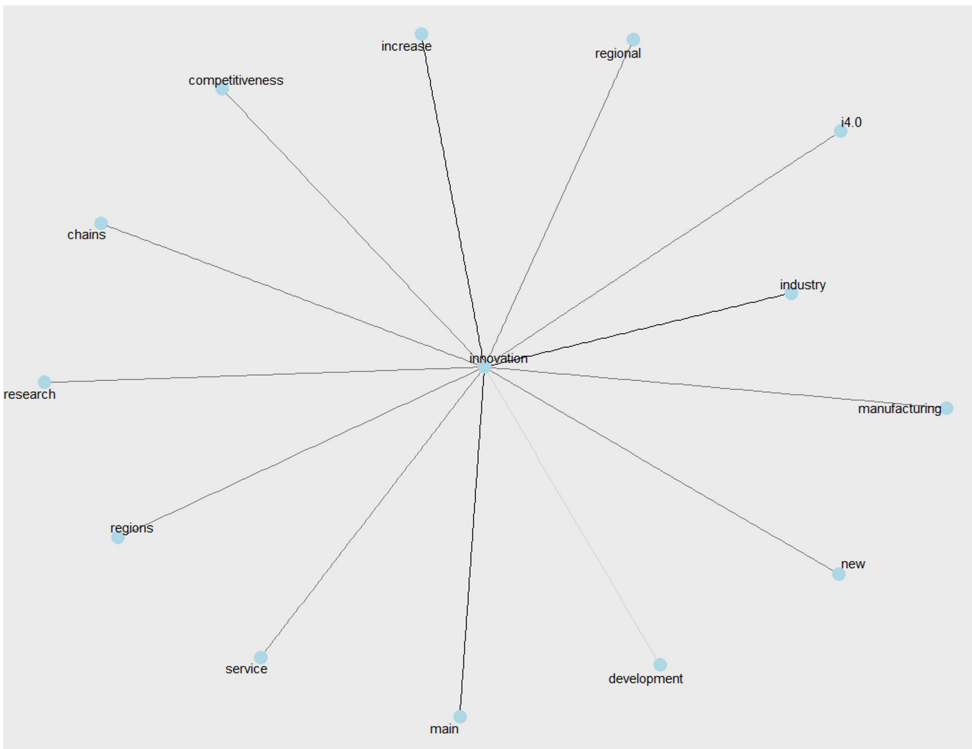 increase
regional
competitiveness
i4.0
chains
industry
innovation
research
manufacturing
regions
new
service
development
main